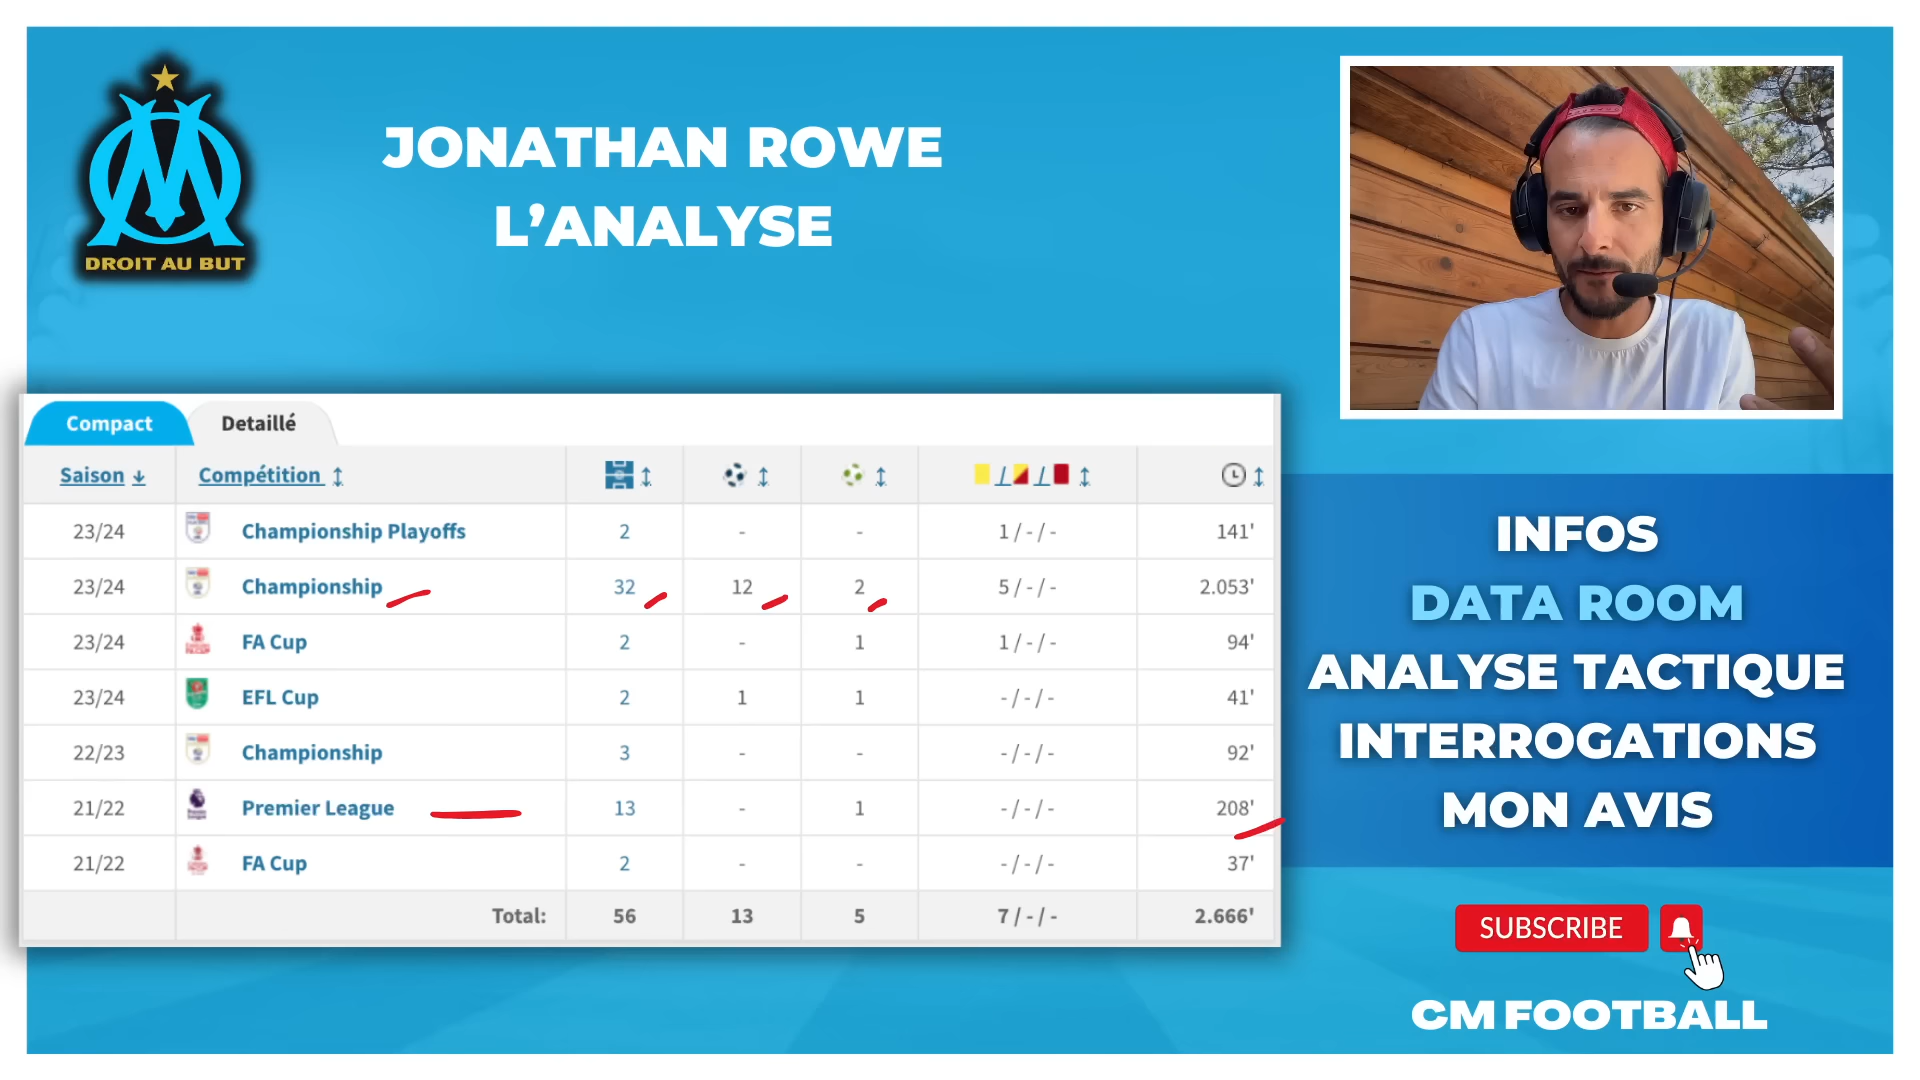 DROIT AU BUT
JONATHAN ROWE
L'ANALYSE
Compact Detaillé
Saison Compétition
23/24 Championship Playoffs 2 - - 1 / - / - 141'
23/24 Championship 32 12 2 5 / - / - 2.053'
23/24 FA Cup 2 - 1 1 / - / - 94'
23/24 EFL Cup 2 1 1 - / - / - 41'
22/23 Championship 3 - - - / - / - 92'
21/22 Premier League 13 - 1 - / - / - 208'
21/22 FA Cup 2 - - - / - / - 37'
Total: 56 13 5 7 / - / - 2.666'
INFOS
DATA ROOM
ANALYSE TACTIQUE
INTERROGATIONS
MON AVIS
SUBSCRIBE
CM FOOTBALL